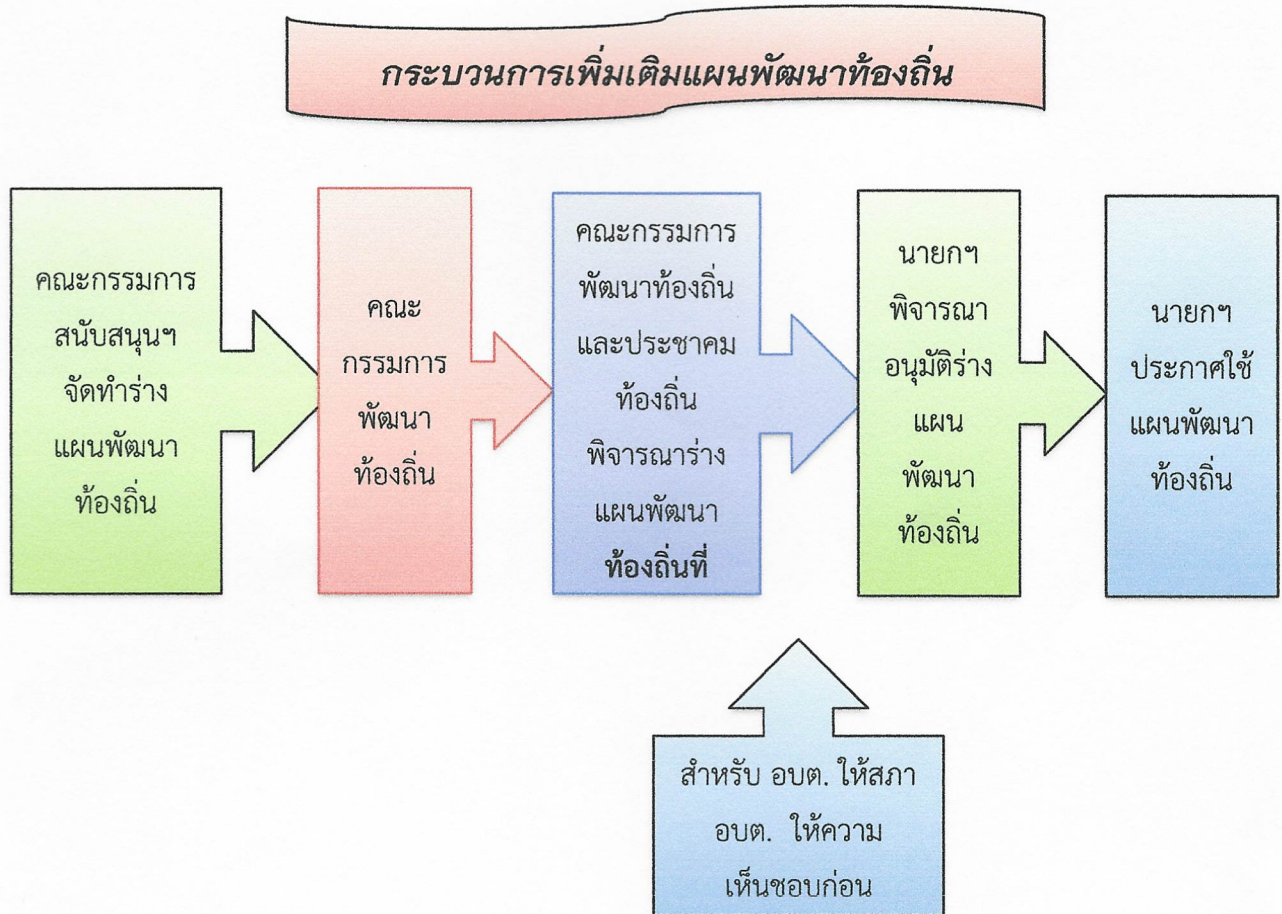 กระบวนการเพิ่มเติมแผนพัฒนาท้องถิ่น
คณะกรรมการ
สนับสนุนฯ
จัดทำร่าง
แผนพัฒนา
ท้องถิ่น
คณะ
กรรมการ
พัฒนา
ท้องถิ่น
คณะกรรมการ
พัฒนาท้องถิ่น
และประชาคม
ท้องถิ่น
พิจารณาร่าง
แผนพัฒนา
ท้องถิ่นที่
นายกฯ
พิจารณา
อนุมัติร่าง
แผน
พัฒนา
ท้องถิ่น
นายกฯ
ประกาศใช้
แผนพัฒนา
ท้องถิ่น
สำหรับ อบต. ให้สภา
อบต. ให้ความ
เห็นชอบก่อน